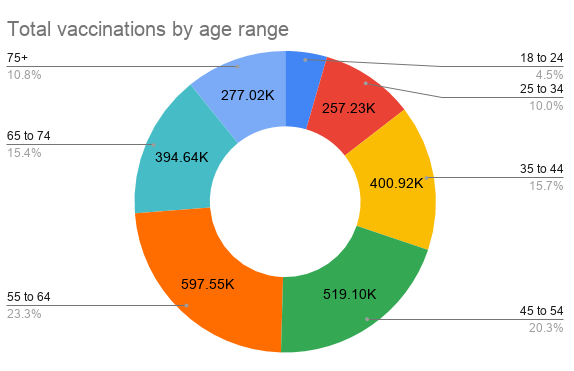 Total vaccinations by age range
75+
10.8%
18 to 24
4.5%
25 to 34
10.0%
277.02K
257.23K
65 to 74
15.4%
394.64K
400.92K
35 to 44
15.7%
597.55K
519.10K
55 to 64
23.3%
45 to 54
20.3%